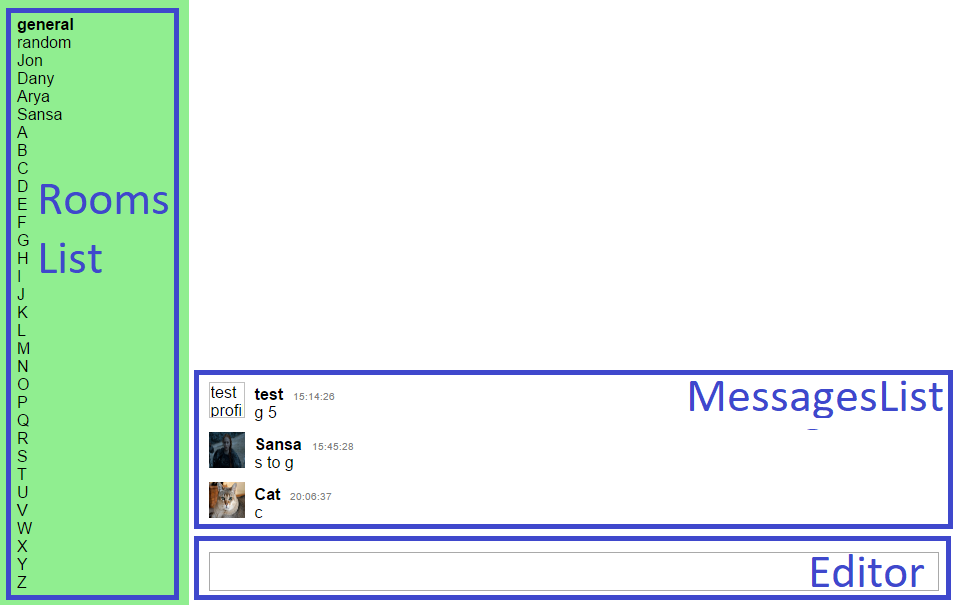 general
random
Jon
Dany
Arya
Sansa
A
B
C
D
E
F
G
H
I
J
K
L
M
N
O
P
Q
R
S
T
U
V
W
X
Y
Z
Rooms
List
MessagesList
test
profi
test 15:14:26
g 5
Sansa 15:45:28
s to g
Cat 20:06:37
c
Editor